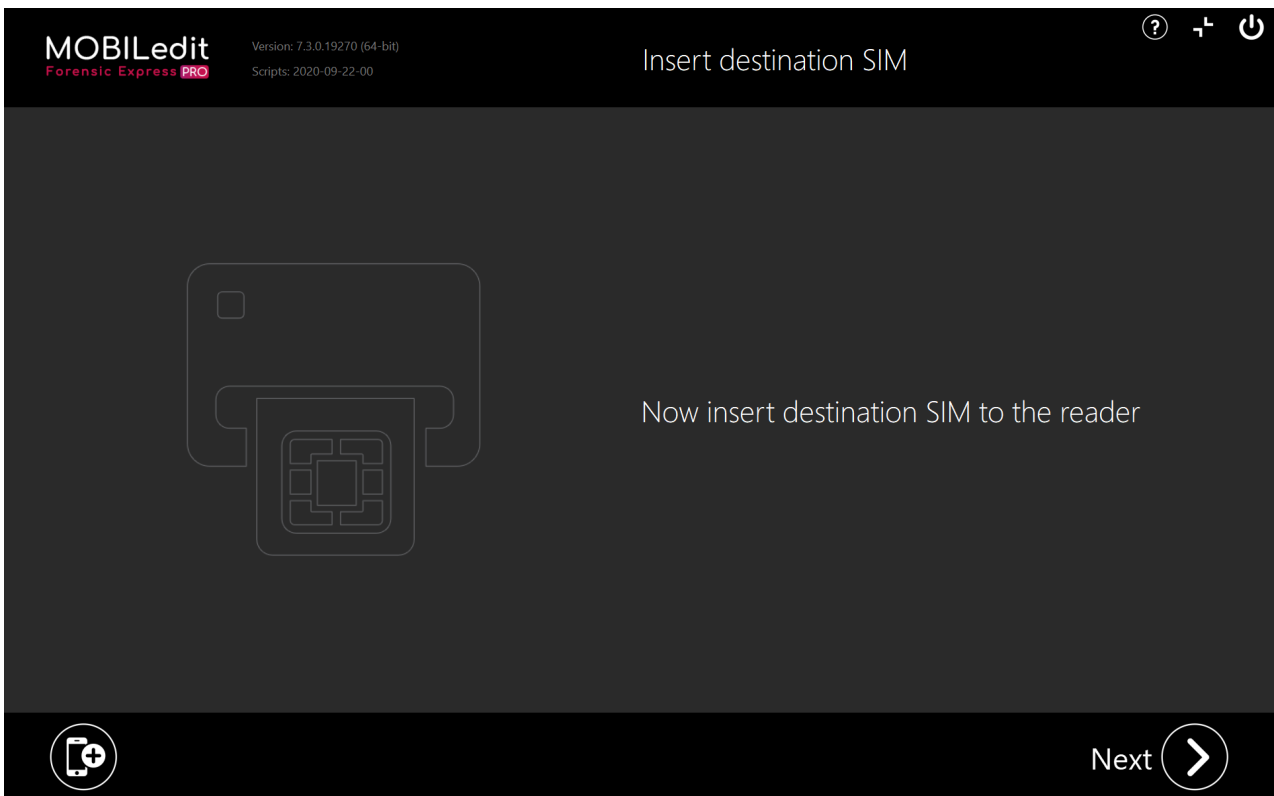 MOBILedit
Forensic Express PRO
Version: 7.3.0.19270 (64-bit)
Scripts: 2020-09-22-00
Insert destination SIM
?
Now insert destination SIM to the reader
Next